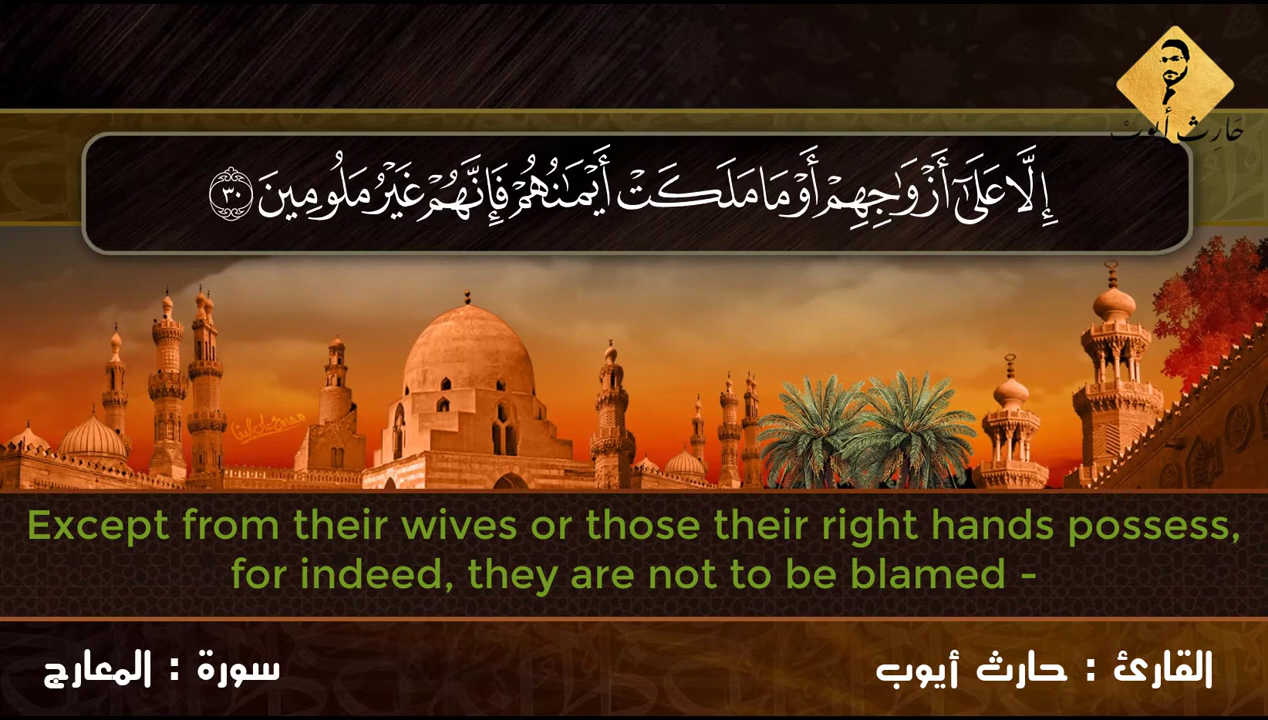 حَارِث أيوب
إِلَّا عَلَىٰٓ أَزْوَٰجِهِمْ أَوْ مَا مَلَكَتْ أَيْمَـٰنُهُمْ فَإِنَّهُمْ غَيْرُ مَلُومِينَ ٣٠
Except from their wives or those their right hands possess,
for indeed, they are not to be blamed -
القارئ : حارث أيوب
سورة : المعارج